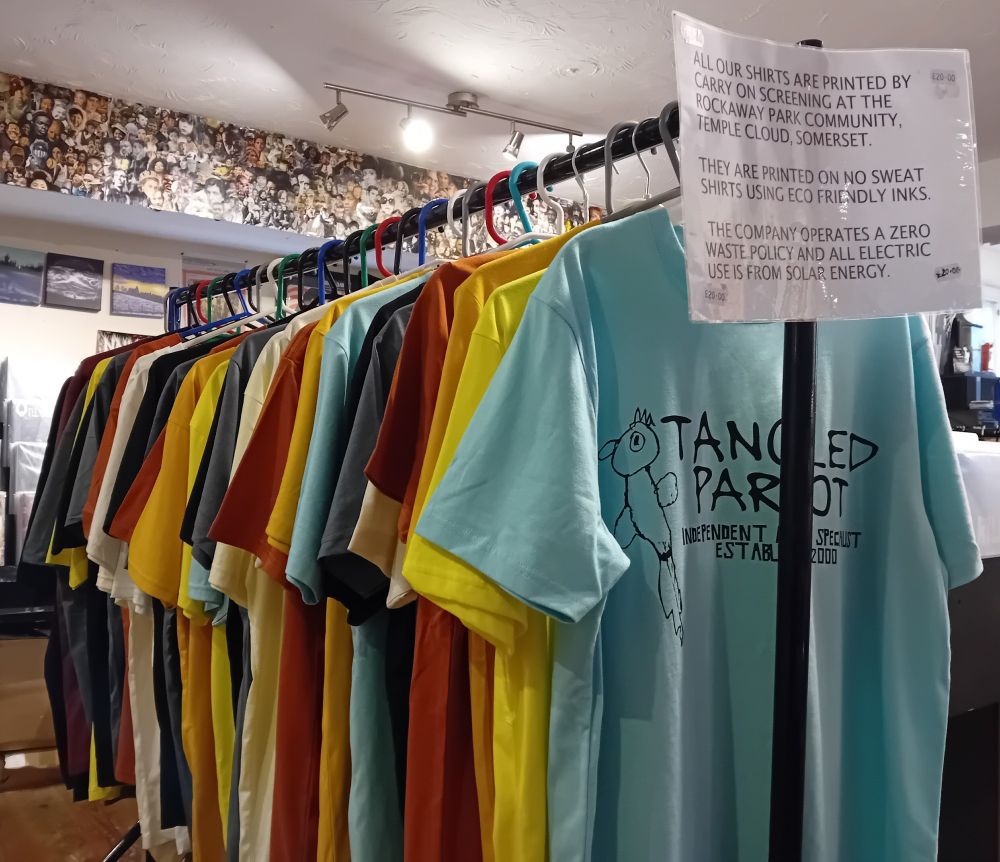 £20.00
ALL OUR SHIRTS ARE PRINTED BY
CARRY ON SCREENING AT THE
ROCKAWAY PARK COMMUNITY,
TEMPLE CLOUD, SOMERSET.
THEY ARE PRINTED ON NO SWEAT
SHIRTS USING ECO FRIENDLY INKS.
THE COMPANY OPERATES A ZERO
WASTE POLICY AND ALL ELECTRIC
USE IS FROM SOLAR ENERGY.
£20.00
£20.00
TANGLED
PARROT
INDEPENDENT
ESTABL 2000